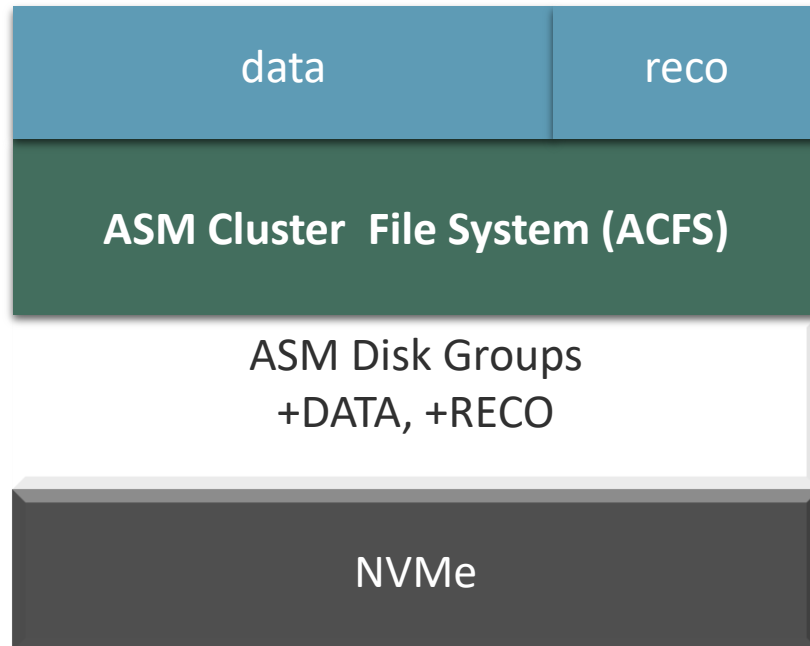 data
reco
ASM Cluster File System (ACFS)
ASM Disk Groups
+DATA, +RECO
NVMe